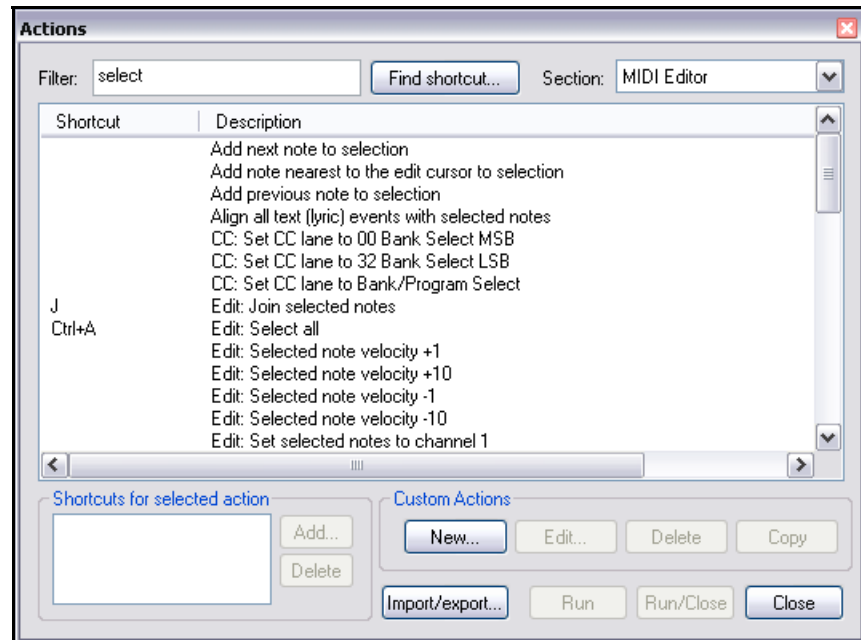 Actions
Filter: select Find shortcut... Section: MIDI Editor
Shortcut Description
Add next note to selection
Add note nearest to the edit cursor to selection
Add previous note to selection
Align all text (lyric) events with selected notes
CC: Set CC lane to 00 Bank Select MSB
CC: Set CC lane to 32 Bank Select LSB
CC: Set CC lane to Bank/Program Select
J Edit: Join selected notes
Ctrl+A Edit: Select all
Edit: Selected note velocity +1
Edit: Selected note velocity +10
Edit: Selected note velocity -1
Edit: Selected note velocity -10
Edit: Set selected notes to channel 1
Shortcuts for selected action
Add...
Delete
Custom Actions
New... Edit... Delete Copy
Import/export... Run Run/Close Close